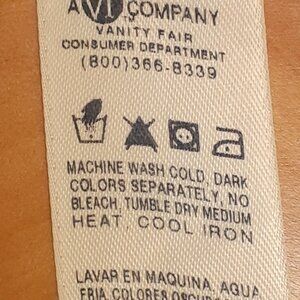 A VF COMPANY
VANITY FAIR
CONSUMER DEPARTMENT
(800)366-8339
MACHINE WASH COLD, DARK
COLORS SEPARATELY, NO
BLEACH, TUMBLE DRY MEDIUM
HEAT, COOL IRON
LAVAR EN MAQUINA, AGUA
FRIA, COLORES